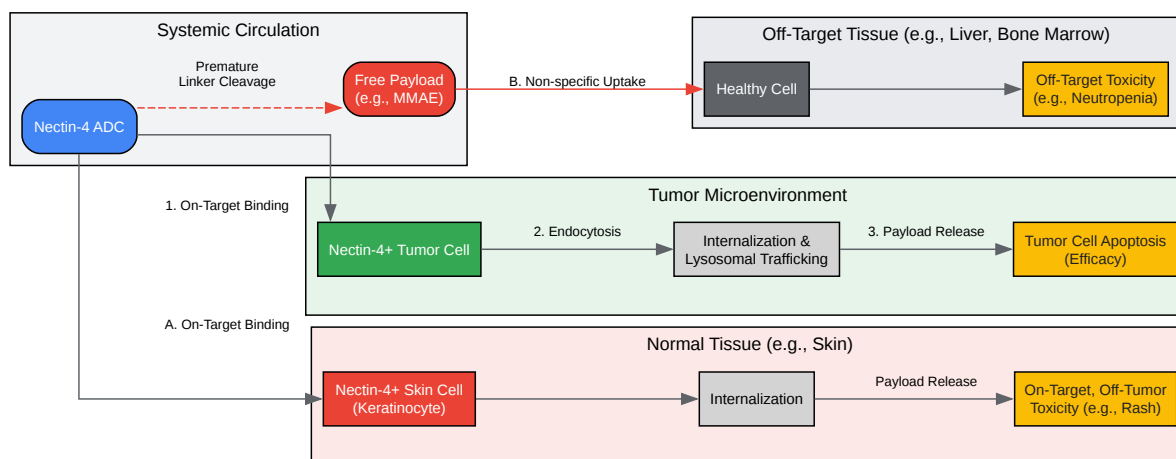 Systemic Circulation
Premature
Linker Cleavage
Nectin-4 ADC
Free Payload
(e.g., MMAE)
B. Non-specific Uptake
Off-Target Tissue (e.g., Liver, Bone Marrow)
Healthy Cell
Off-Target Toxicity
(e.g., Neutropenia)
1. On-Target Binding
Tumor Microenvironment
Nectin-4+ Tumor Cell
2. Endocytosis
Internalization &
Lysosomal Trafficking
3. Payload Release
Tumor Cell Apoptosis
(Efficacy)
A. On-Target Binding
Normal Tissue (e.g., Skin)
Nectin-4+ Skin Cell
(Keratinocyte)
Internalization
Payload Release
On-Target, Off-Tumor
Toxicity (e.g., Rash)